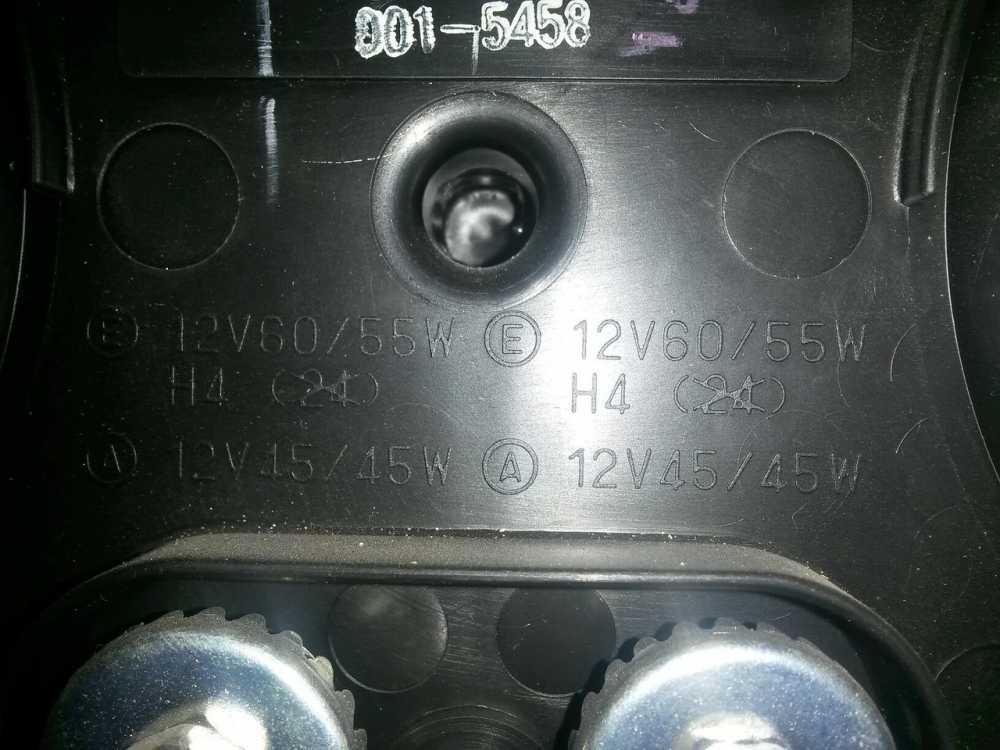 001-5458
Ⓔ 12V60/55W Ⓔ 12V60/55W
H4 (24) H4 (24)
Ⓐ 12V45/45W Ⓐ 12V45/45W